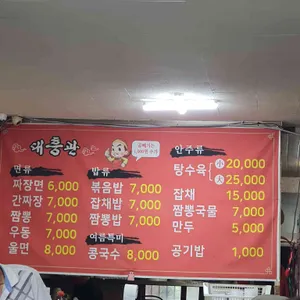 대흥관
면류
짜장면 6,000
간짜장 7,000
짬뽕 7,000
우동 7,000
울면 8,000
밥류
볶음밥 7,000
잡채밥 7,000
짬뽕밥 7,000
여름특미
콩국수 8,000
안주류
탕수육 小 20,000
大 25,000
잡채 15,000
짬뽕국물 7,000
만두 5,000
공기밥 1,000